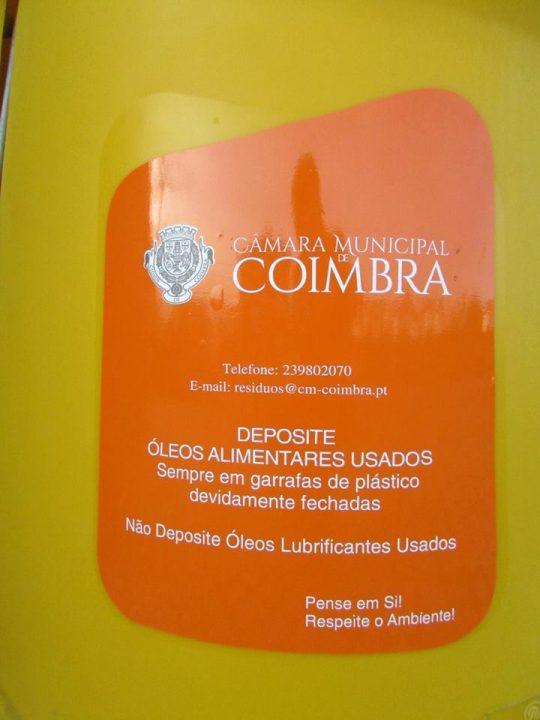 CÂMARA MUNICIPAL
DE
COIMBRA
Telefone: 239802070
E-mail: residuos@cm-coimbra.pt
DEPOSITE
ÓLEOS ALIMENTARES USADOS
Sempre em garrafas de plástico
devidamente fechadas
Não Deposite Óleos Lubrificantes Usados
Pense em Si!
Respeite o Ambiente!